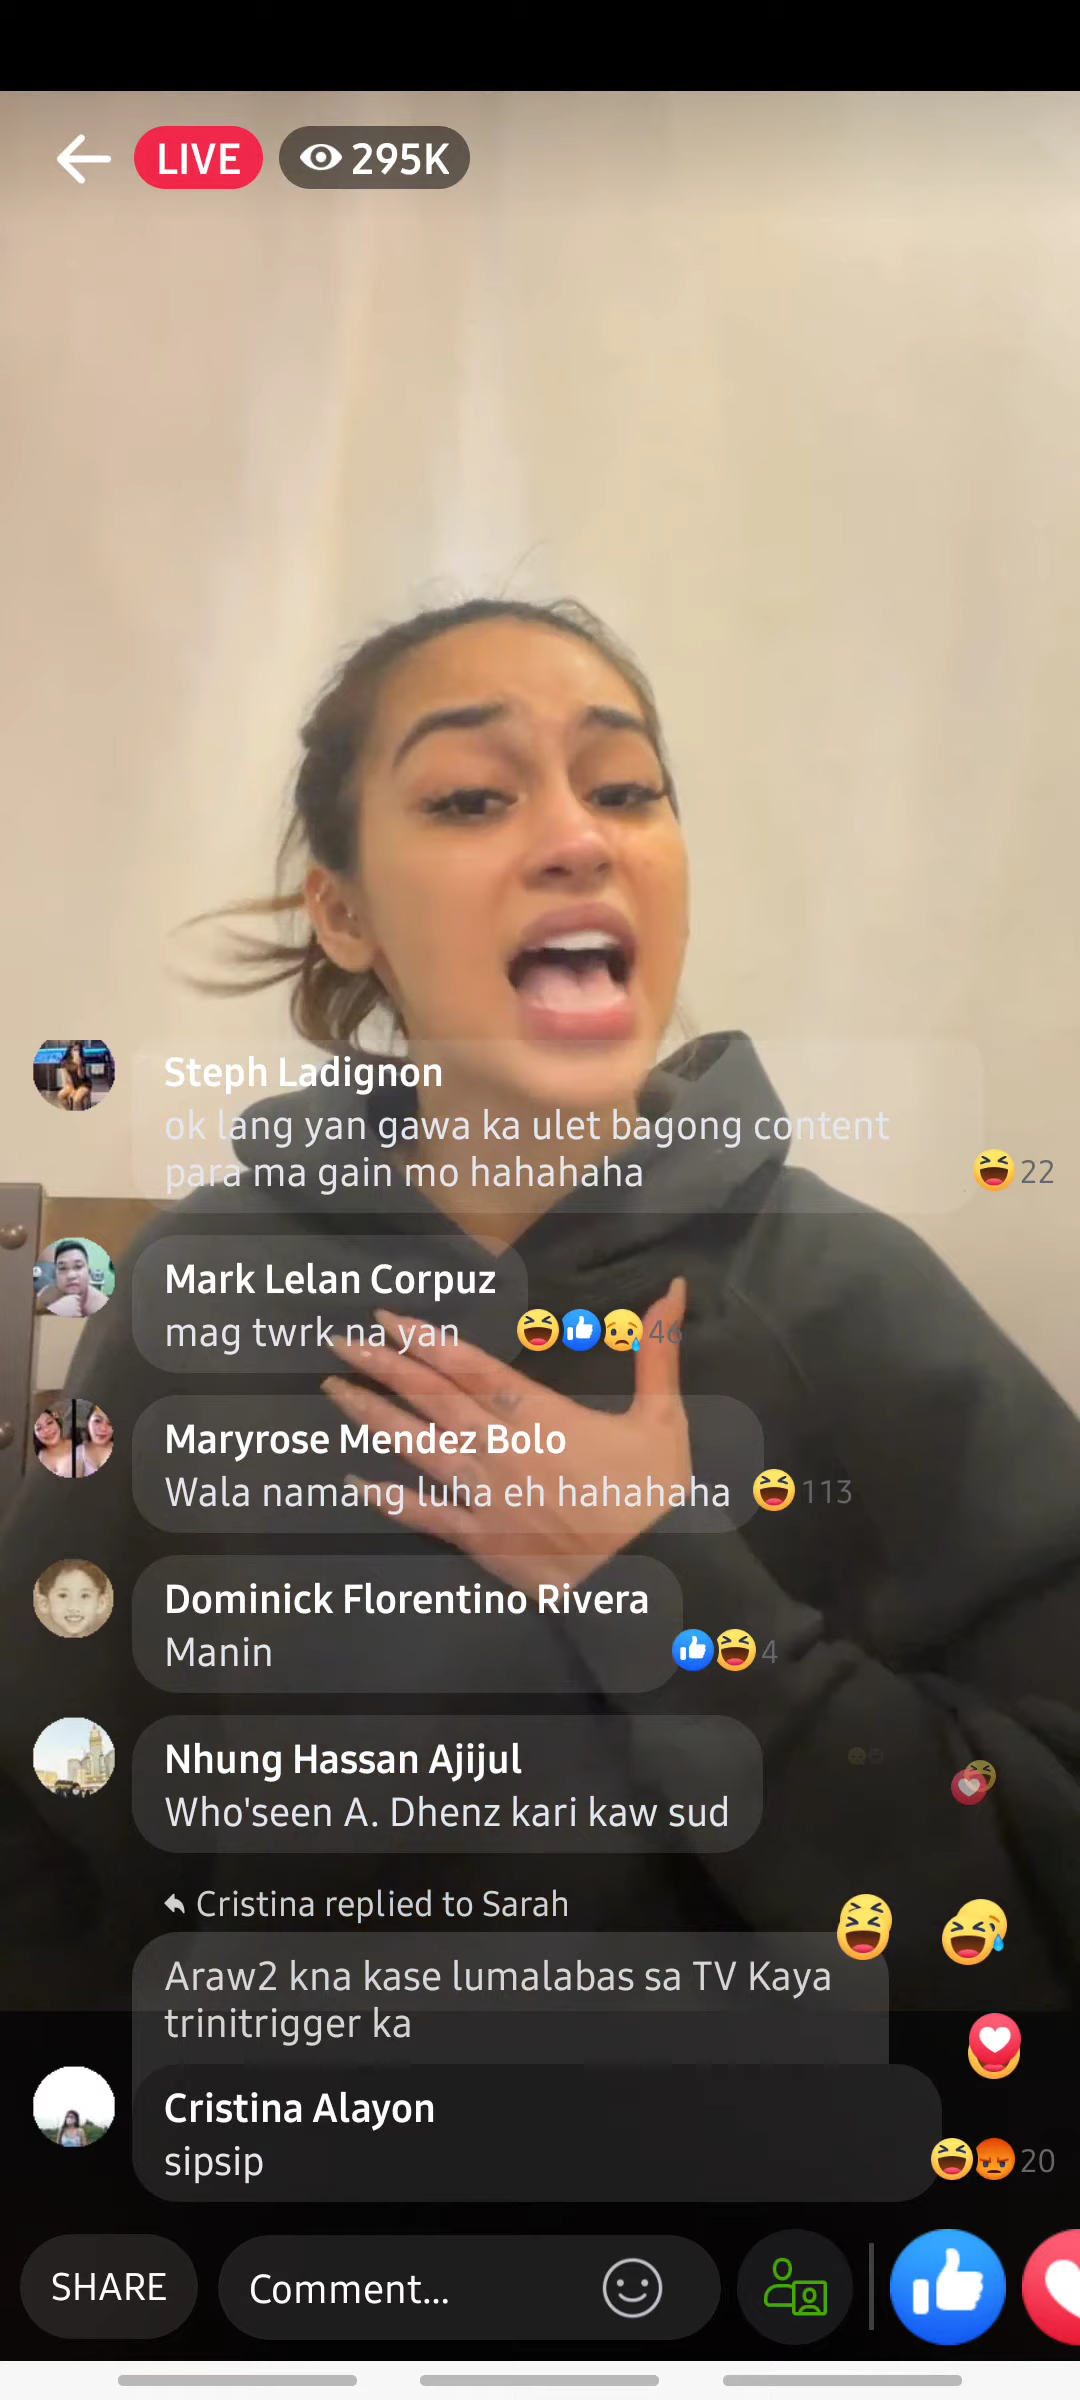 LIVE 295K
Steph Ladignon
ok lang yan gawa ka ulet bagong content
para ma gain mo hahahaha
22
Mark Lelan Corpuz
mag twrk na yan
46
Maryrose Mendez Bolo
Wala namang luha eh hahahaha
113
Dominick Florentino Rivera
Manin
4
Nhung Hassan Ajijul
Who'seen A. Dhenz kari kaw sud
Cristina replied to Sarah
Araw2 kna kase lumalabas sa TV Kaya
trinitrigger ka
Cristina Alayon
sipsip
20
SHARE
Comment...